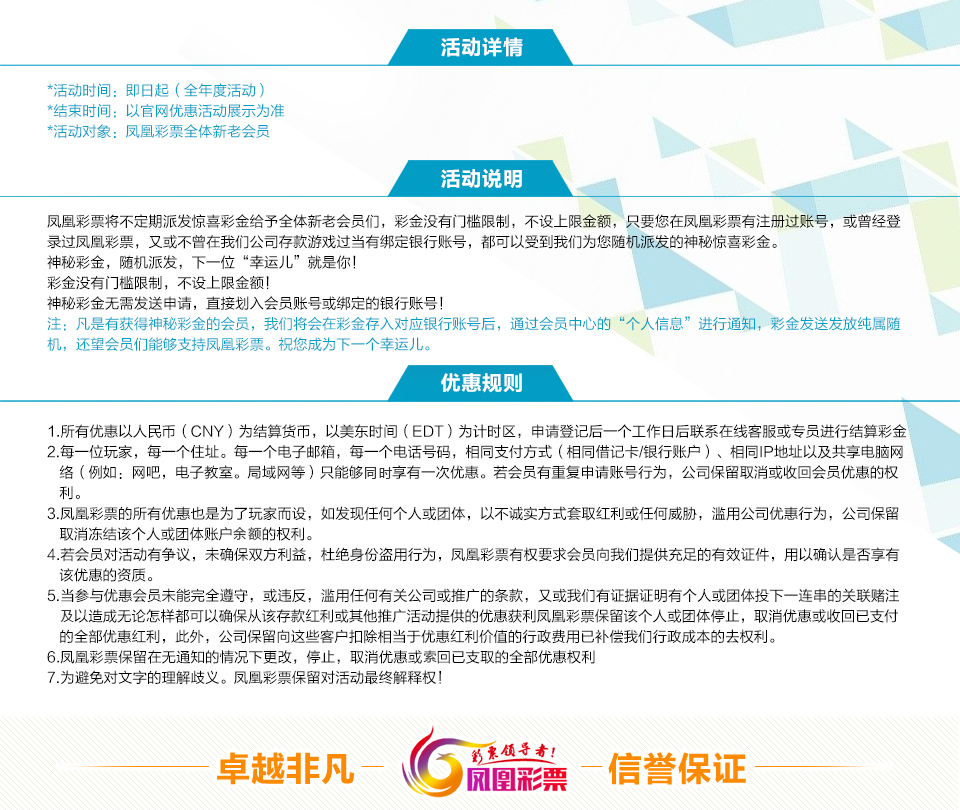 活动详情
*活动时间：即日起（全年度活动）
*结束时间：以官网优惠活动展示为准
*活动对象：凤凰彩票全体新老会员
活动说明
凤凰彩票将不定期派发惊喜彩金给予全体新老会员们，彩金没有门槛限制，不设上限金额，只要您在凤凰彩票有注册过账号，或曾经登
录过凤凰彩票，又或不曾在我们公司存款游戏过当有绑定银行账号，都可以受到我们为您随机派发的神秘惊喜彩金。
神秘彩金，随机派发，下一位“幸运儿”就是你！
彩金没有门槛限制，不设上限金额！
神秘彩金无需发送申请，直接划入会员账号或绑定的银行账号！
注：凡是有获得神秘彩金的会员，我们将会在彩金存入对应银行账号后，通过会员中心的“个人信息”进行通知，彩金发送发放纯属随
机，还望会员们能够支持凤凰彩票。祝您成为下一个幸运儿。
优惠规则
1.所有优惠以人民币（CNY）为结算货币，以美东时间（EDT）为计时区，申请登记后一个工作日后联系在线客服或专员进行结算彩金
2.每一位玩家，每一个住址。每一个电子邮箱，每一个电话号码，相同支付方式（相同借记卡/银行账户）、相同IP地址以及共享电脑网
络（例如：网吧，电子教室。局域网等）只能够同时享有一次优惠。若会员有重复申请账号行为，公司保留取消或收回会员优惠的权
利。
3.凤凰彩票的所有优惠也是为了玩家而设，如发现任何个人或团体，以不诚实方式套取红利或任何威胁，滥用公司优惠行为，公司保留
取消冻结该个人或团体账户余额的权利。
4.若会员对活动有争议，未确保双方利益，杜绝身份盗用行为，凤凰彩票有权要求会员向我们提供充足的有效证件，用以确认是否享有
该优惠的资质。
5.当参与优惠会员未能完全遵守，或违反，滥用任何有关公司或推广的条款，又或我们有证据证明有个人或团体投下一连串的关联赌注
及以造成无论怎样都可以确保从该存款红利或其他推广活动提供的优惠获利凤凰彩票保留该个人或团体停止，取消优惠或收回已支付
的全部优惠红利，此外，公司保留向这些客户扣除相当于优惠红利价值的行政费用已补偿我们行政成本的去权利。
6.凤凰彩票保留在无通知的情况下更改，停止，取消优惠或索回已支取的全部优惠权利
7.为避免对文字的理解歧义。凤凰彩票保留对活动最终解释权！
卓越非凡
彩票领导者！
凤凰彩票
信誉保证